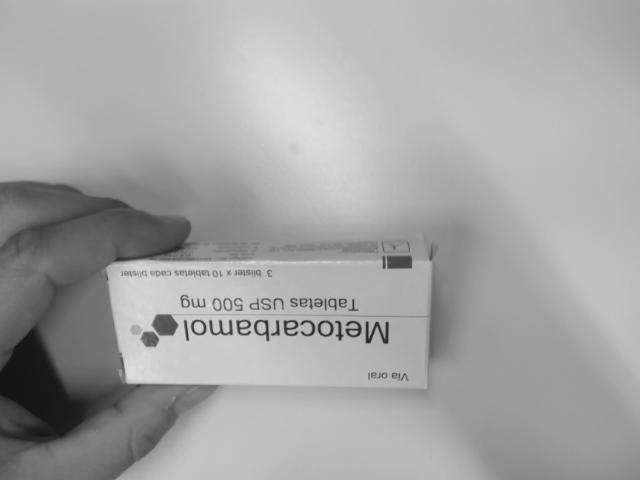 Via oral
Metocarbamol
Tabletas USP 500 mg
3 blister x 10 tabletas cada blister